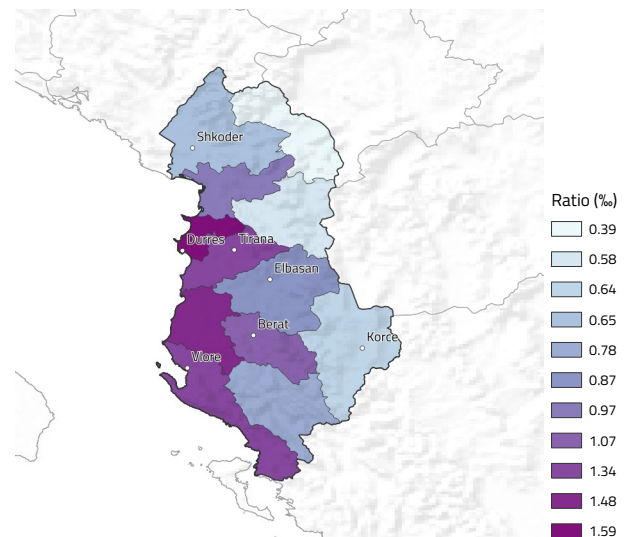 Shkoder
Durres
Tirana
Elbasan
Berat
Korce
Vlore
Ratio (‰)
0.39
0.58
0.64
0.65
0.78
0.87
0.97
1.07
1.34
1.48
1.59